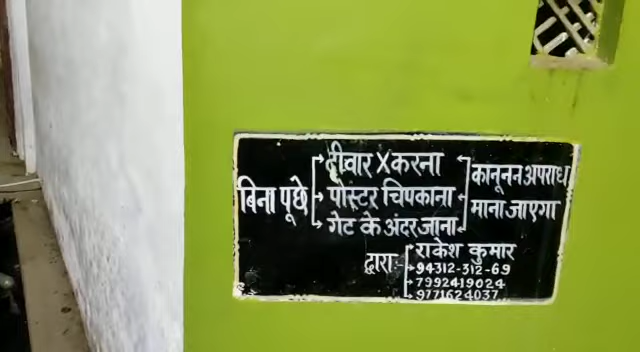 बिना पूछे
दीवार X करना
पोस्टर चिपकाना
गेट के अंदर जाना
कानूनन अपराध
माना जाएगा
द्वारा:-
राकेश कुमार
94312-312-69
7992419024
9771624037